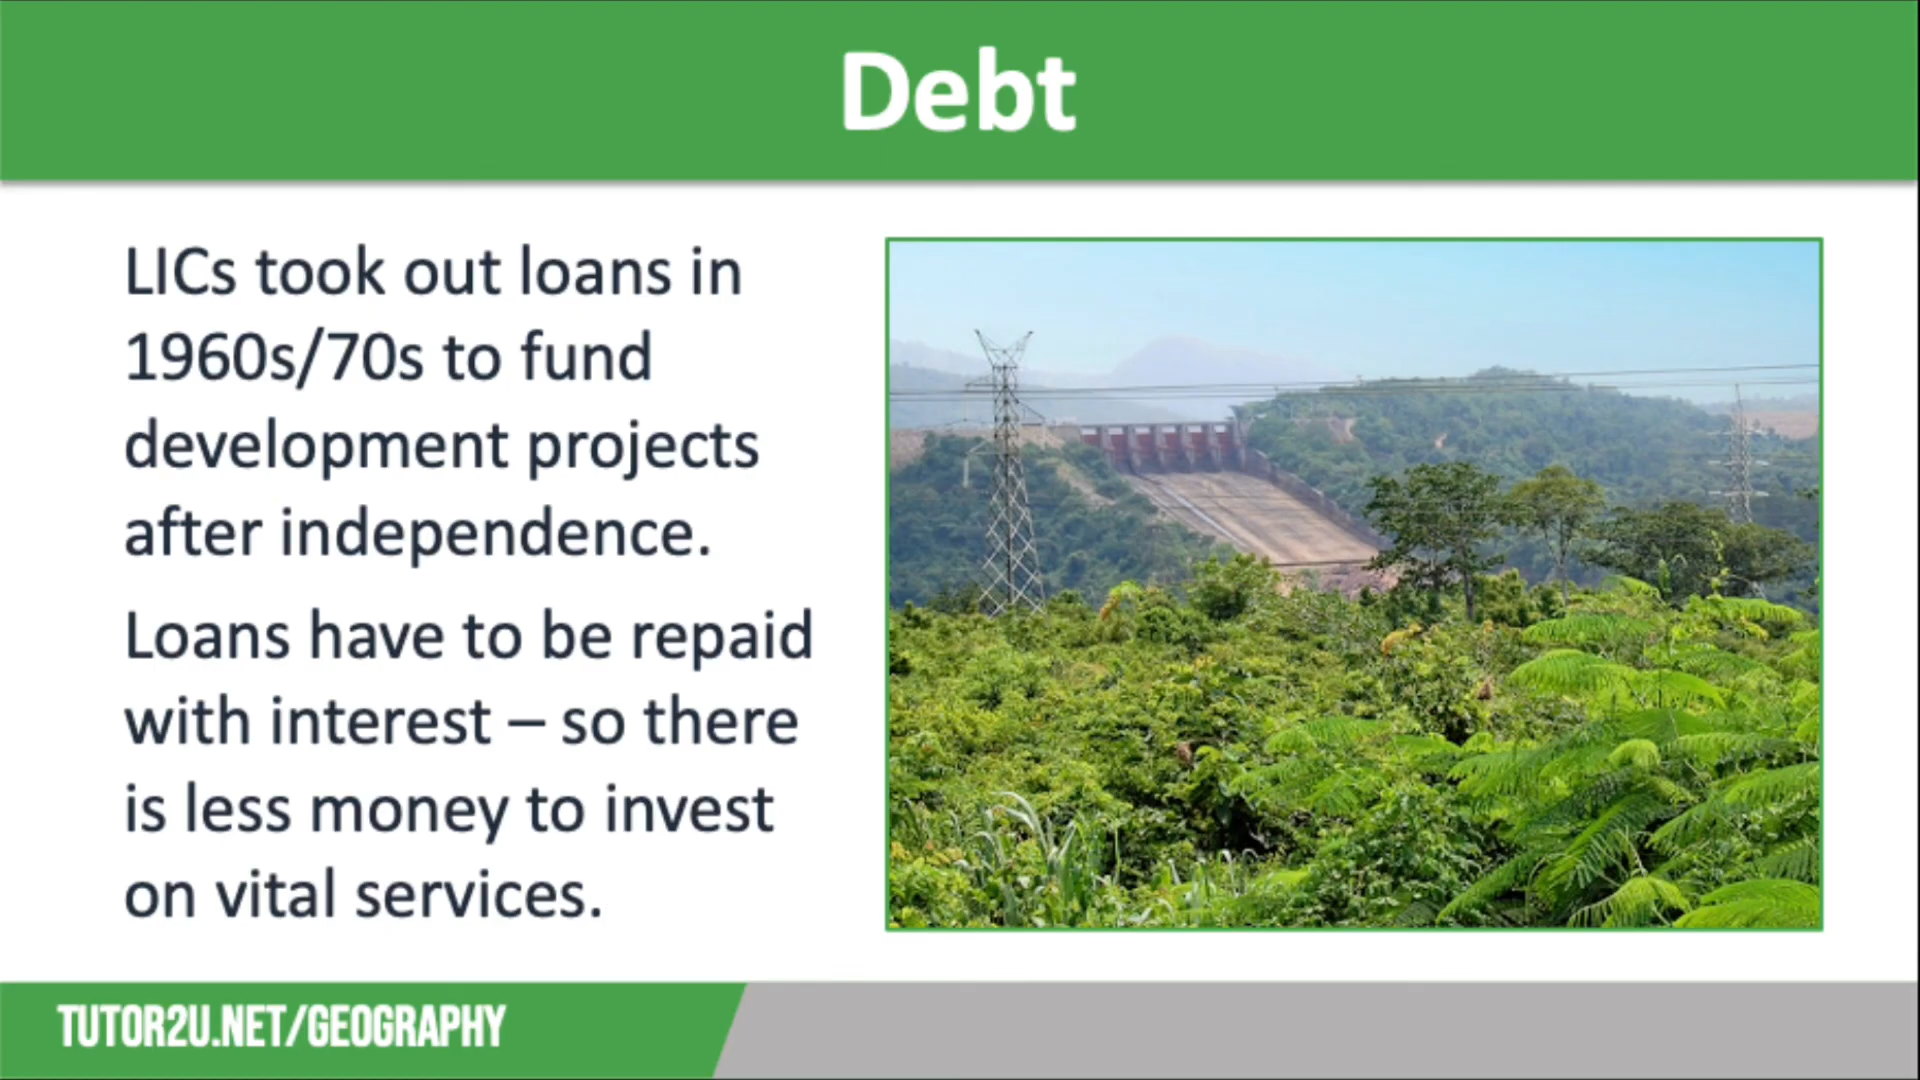 Debt
LICs took out loans in
1960s/70s to fund
development projects
after independence.
Loans have to be repaid
with interest – so there
is less money to invest
on vital services.
TUTOR2U.NET/GEOGRAPHY